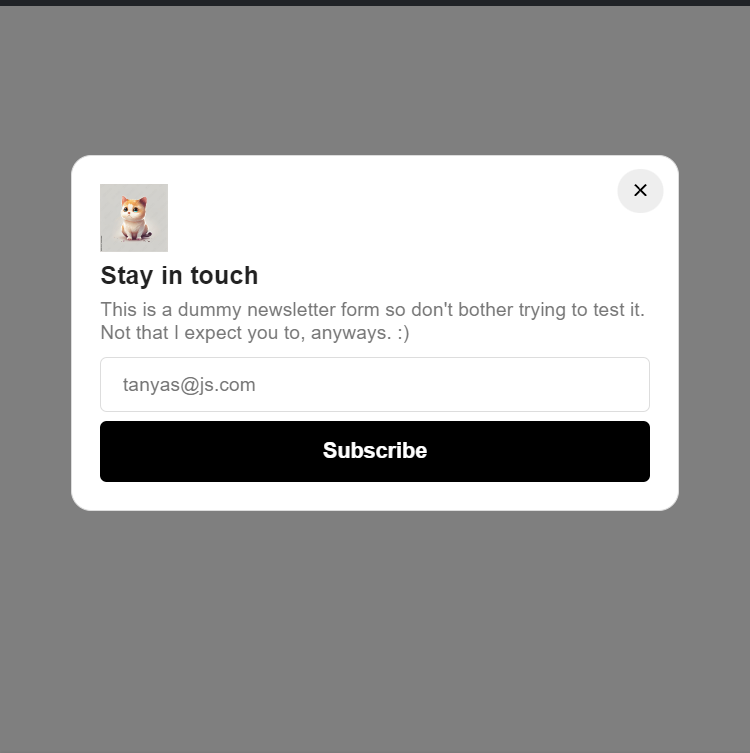 Stay in touch
This is a dummy newsletter form so don't bother trying to test it.
Not that I expect you to, anyways. :)
tanyas@js.com
Subscribe